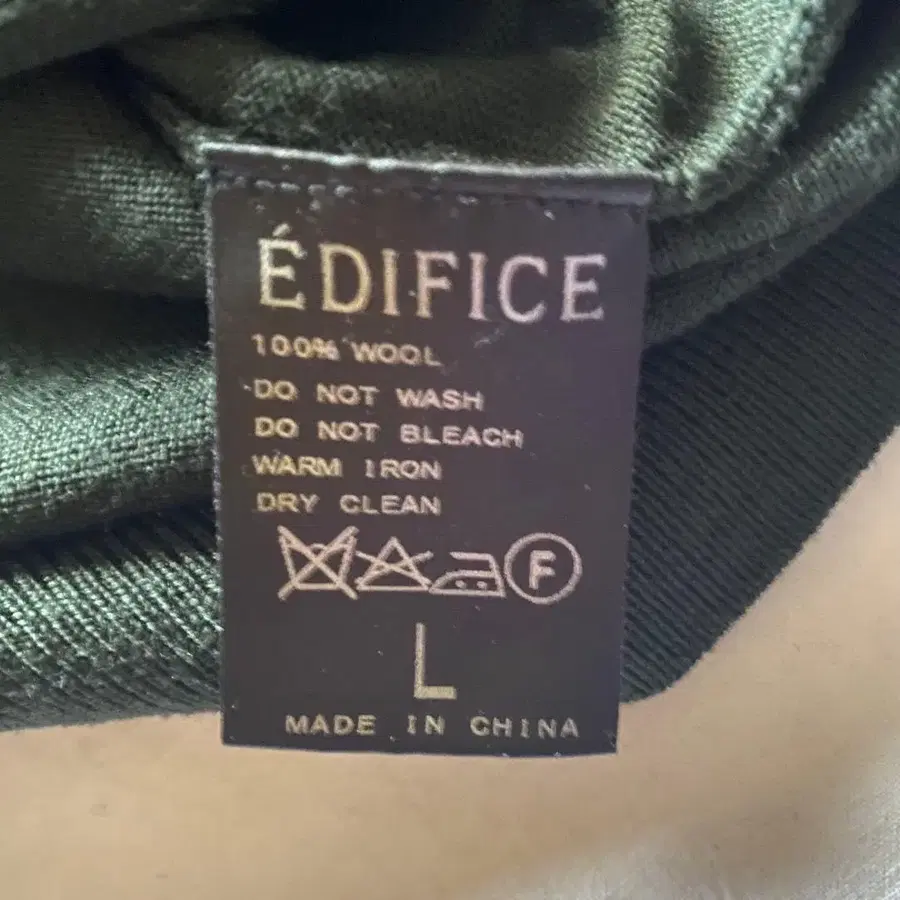 ÉDIFICE
100% WOOL
DO NOT WASH
DO NOT BLEACH
WARM IRON
DRY CLEAN
F
L
MADE IN CHINA